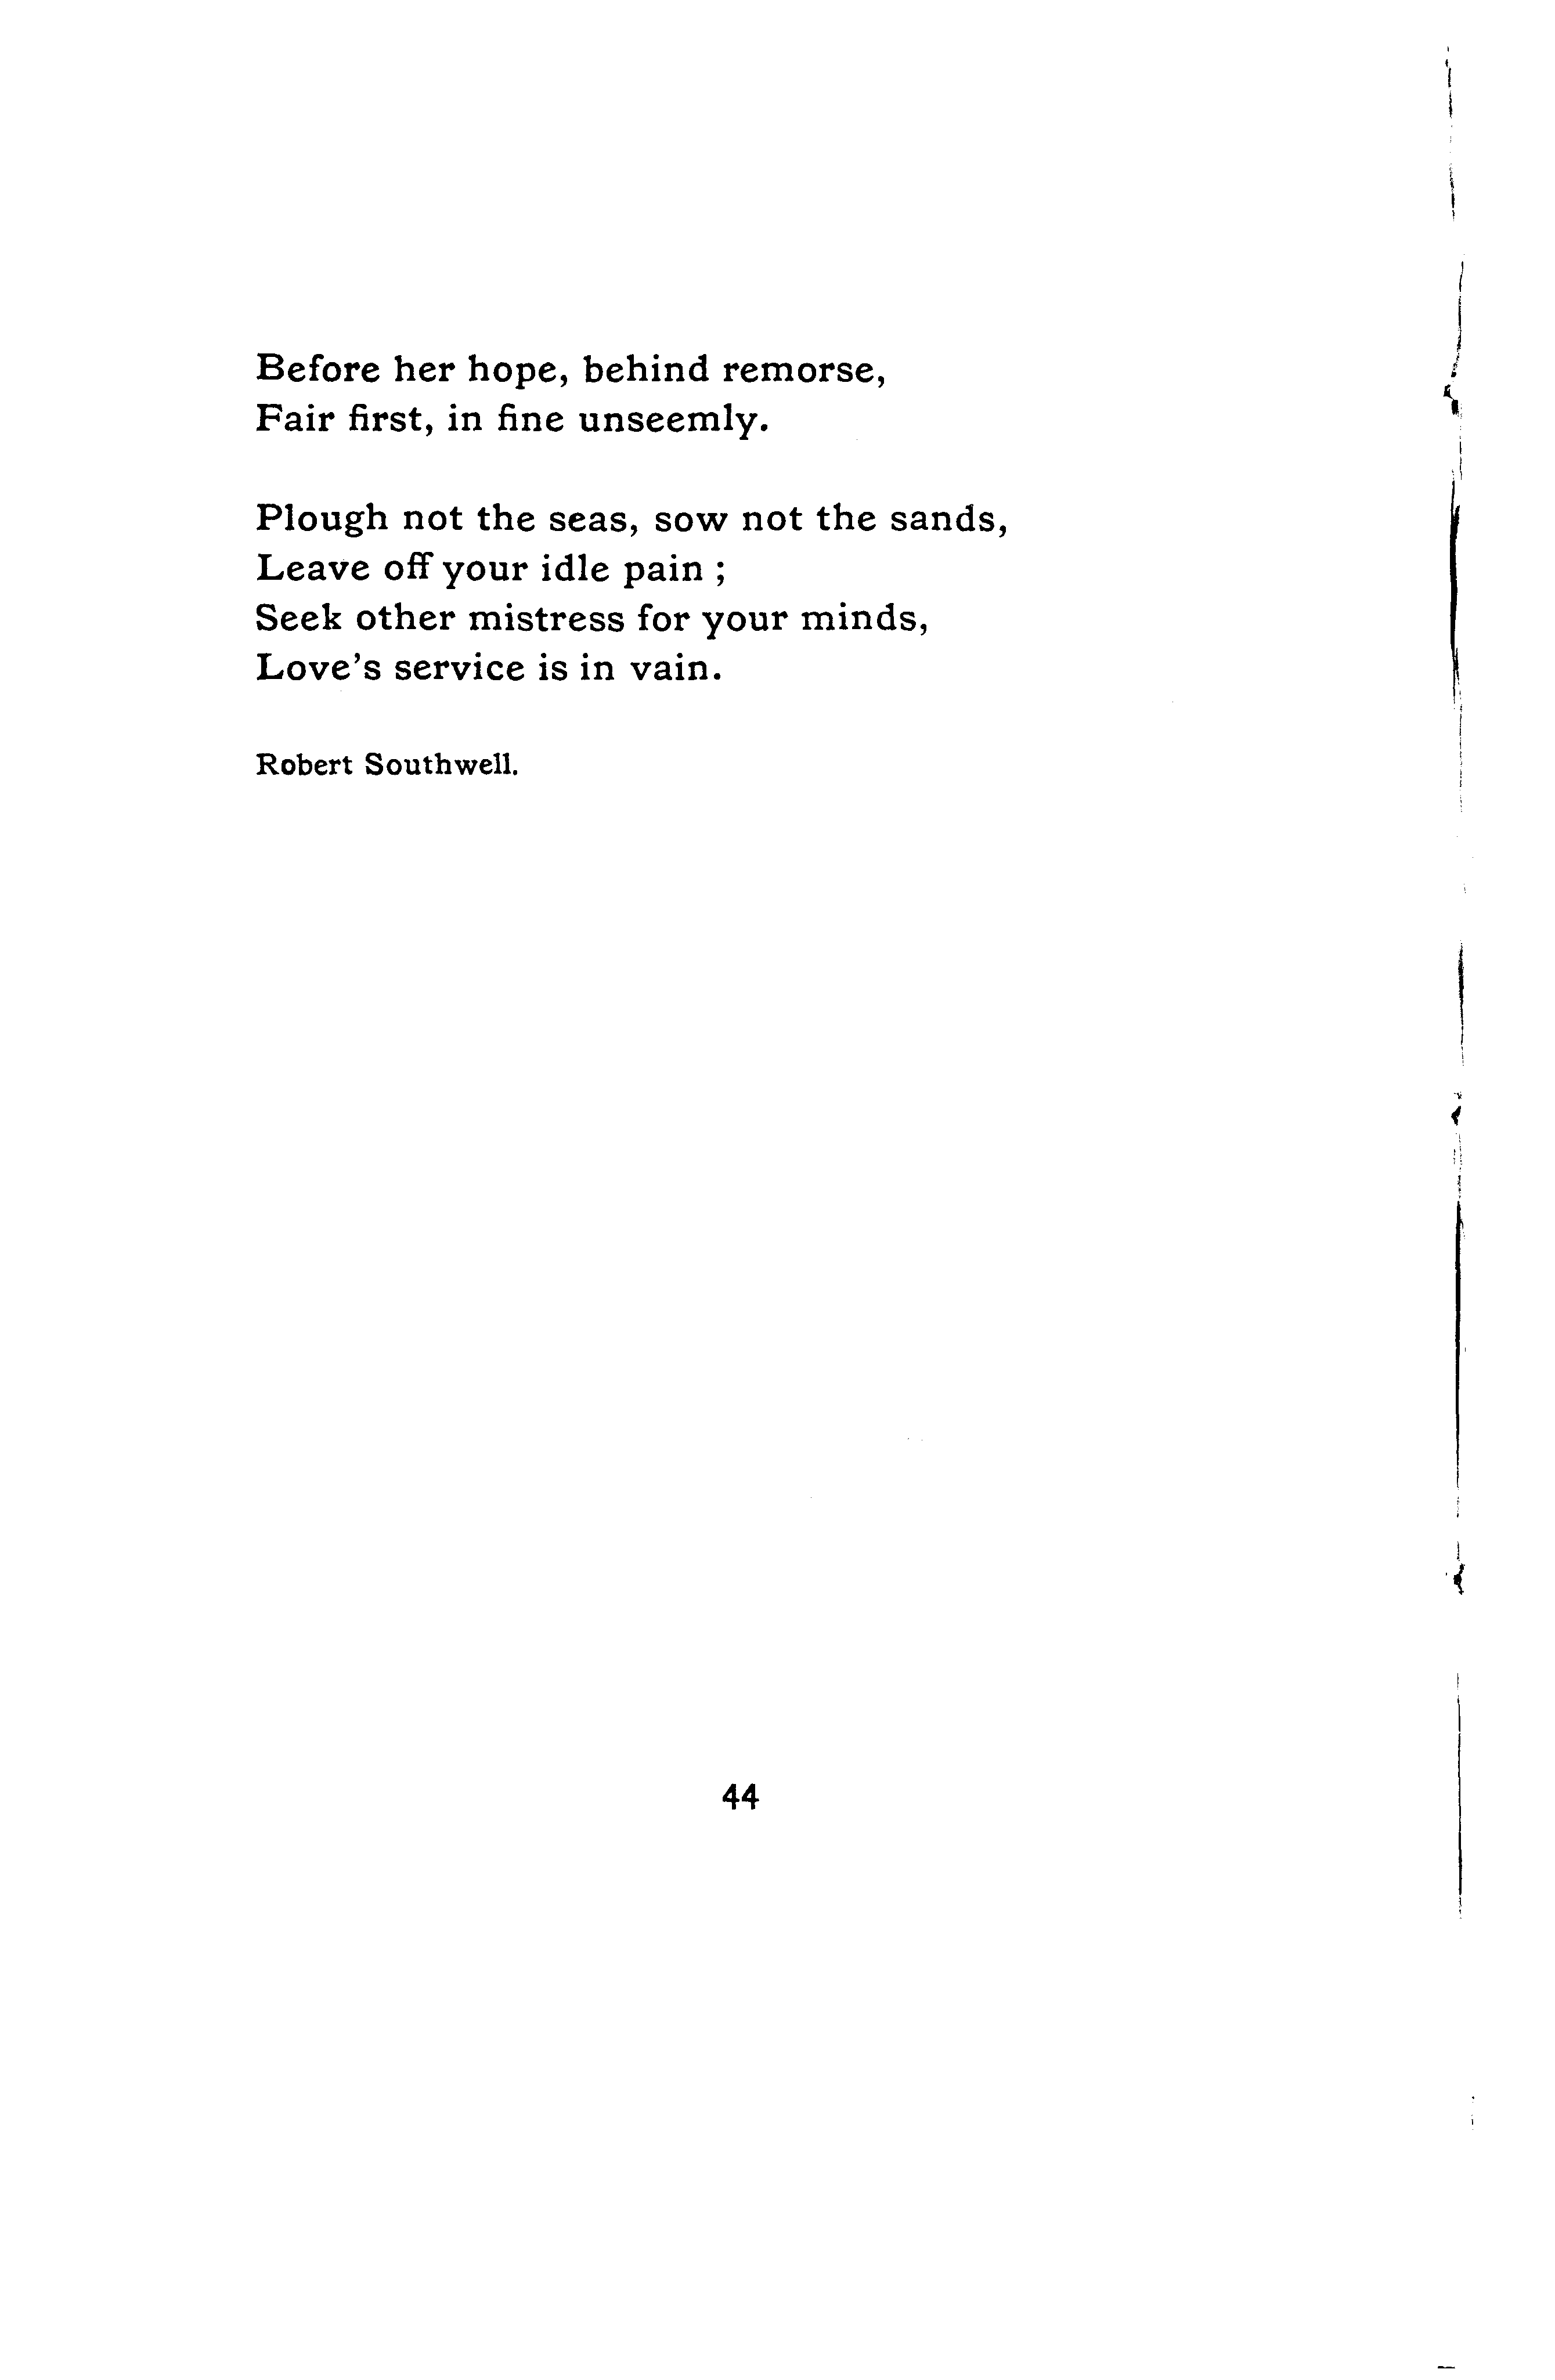 Before her hope, behind remorse,
Fair first, in fine unseemly.
Plough not the seas, sow not the sands,
Leave off your idle pain ;
Seek other mistress for your minds,
Love's service is in vain.
Robert Southwell.
44